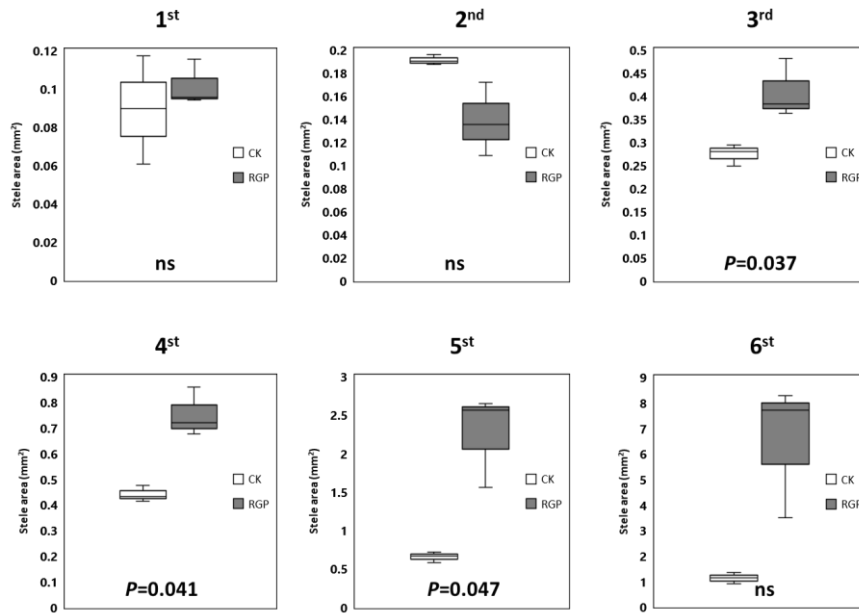 1st
Stele area (mm²)
0.12
0.1
0.08
0.06
0.04
0.02
0
CK
RGP
ns
2nd
Stele area (mm²)
0.2
0.18
0.16
0.14
0.12
0.1
0.08
0.06
0.04
0.02
0
CK
RGP
ns
3rd
Stele area (mm²)
0.5
0.45
0.4
0.35
0.3
0.25
0.2
0.15
0.1
0.05
0
CK
RGP
P=0.037
4st
Stele area (mm²)
0.9
0.8
0.7
0.6
0.5
0.4
0.3
0.2
0.1
0
CK
RGP
P=0.041
5st
Stele area (mm²)
3
2.5
2
1.5
1
0.5
0
CK
RGP
P=0.047
6st
Stele area (mm²)
9
8
7
6
5
4
3
2
1
0
CK
RGP
ns